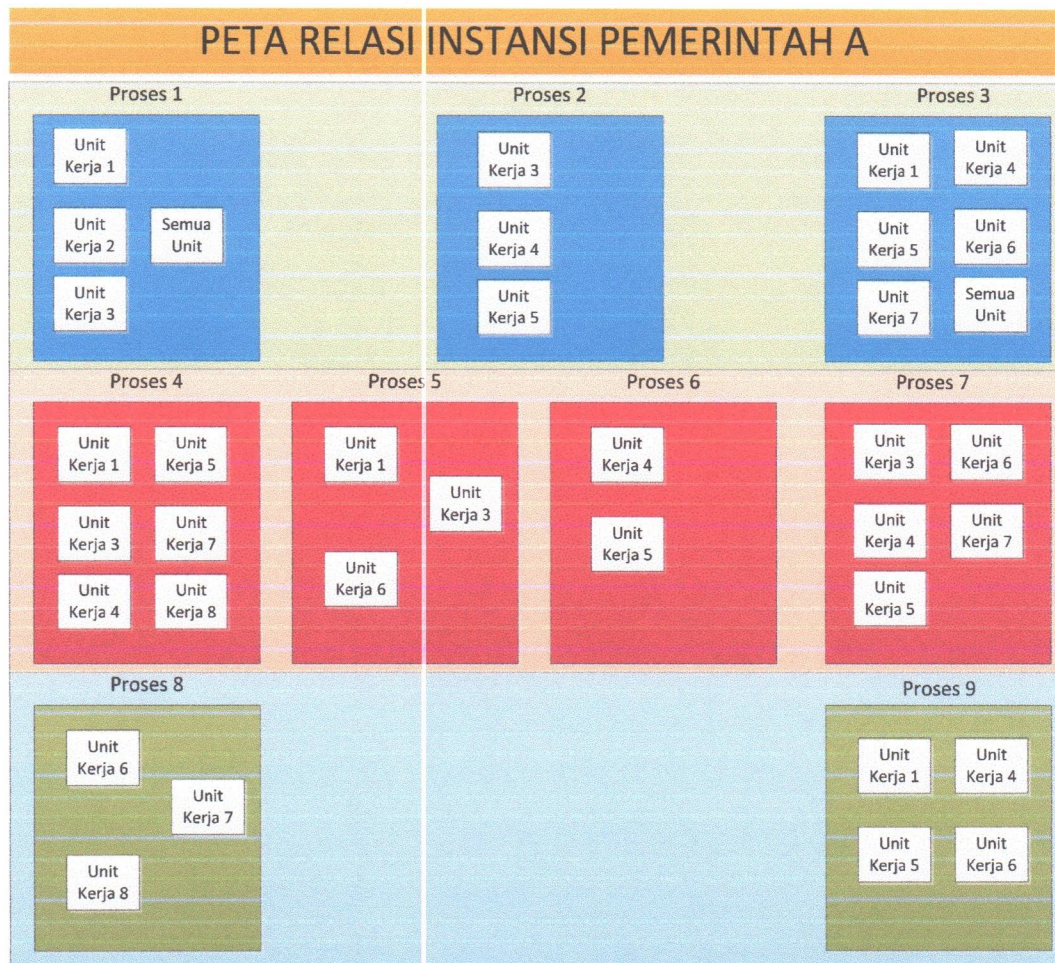 PETA RELASI INSTANSI PEMERINTAH A
Proses 1
Unit
Kerja 1
Unit
Kerja 2
Semua
Unit
Unit
Kerja 3
Proses 2
Unit
Kerja 3
Unit
Kerja 4
Unit
Kerja 5
Proses 3
Unit
Kerja 1
Unit
Kerja 4
Unit
Kerja 5
Unit
Kerja 6
Unit
Kerja 7
Semua
Unit
Proses 4
Unit
Kerja 1
Unit
Kerja 5
Unit
Kerja 3
Unit
Kerja 7
Unit
Kerja 4
Unit
Kerja 8
Proses 5
Unit
Kerja 1
Unit
Kerja 3
Unit
Kerja 6
Proses 6
Unit
Kerja 4
Unit
Kerja 5
Proses 7
Unit
Kerja 3
Unit
Kerja 6
Unit
Kerja 4
Unit
Kerja 7
Unit
Kerja 5
Proses 8
Unit
Kerja 6
Unit
Kerja 7
Unit
Kerja 8
Proses 9
Unit
Kerja 1
Unit
Kerja 4
Unit
Kerja 5
Unit
Kerja 6